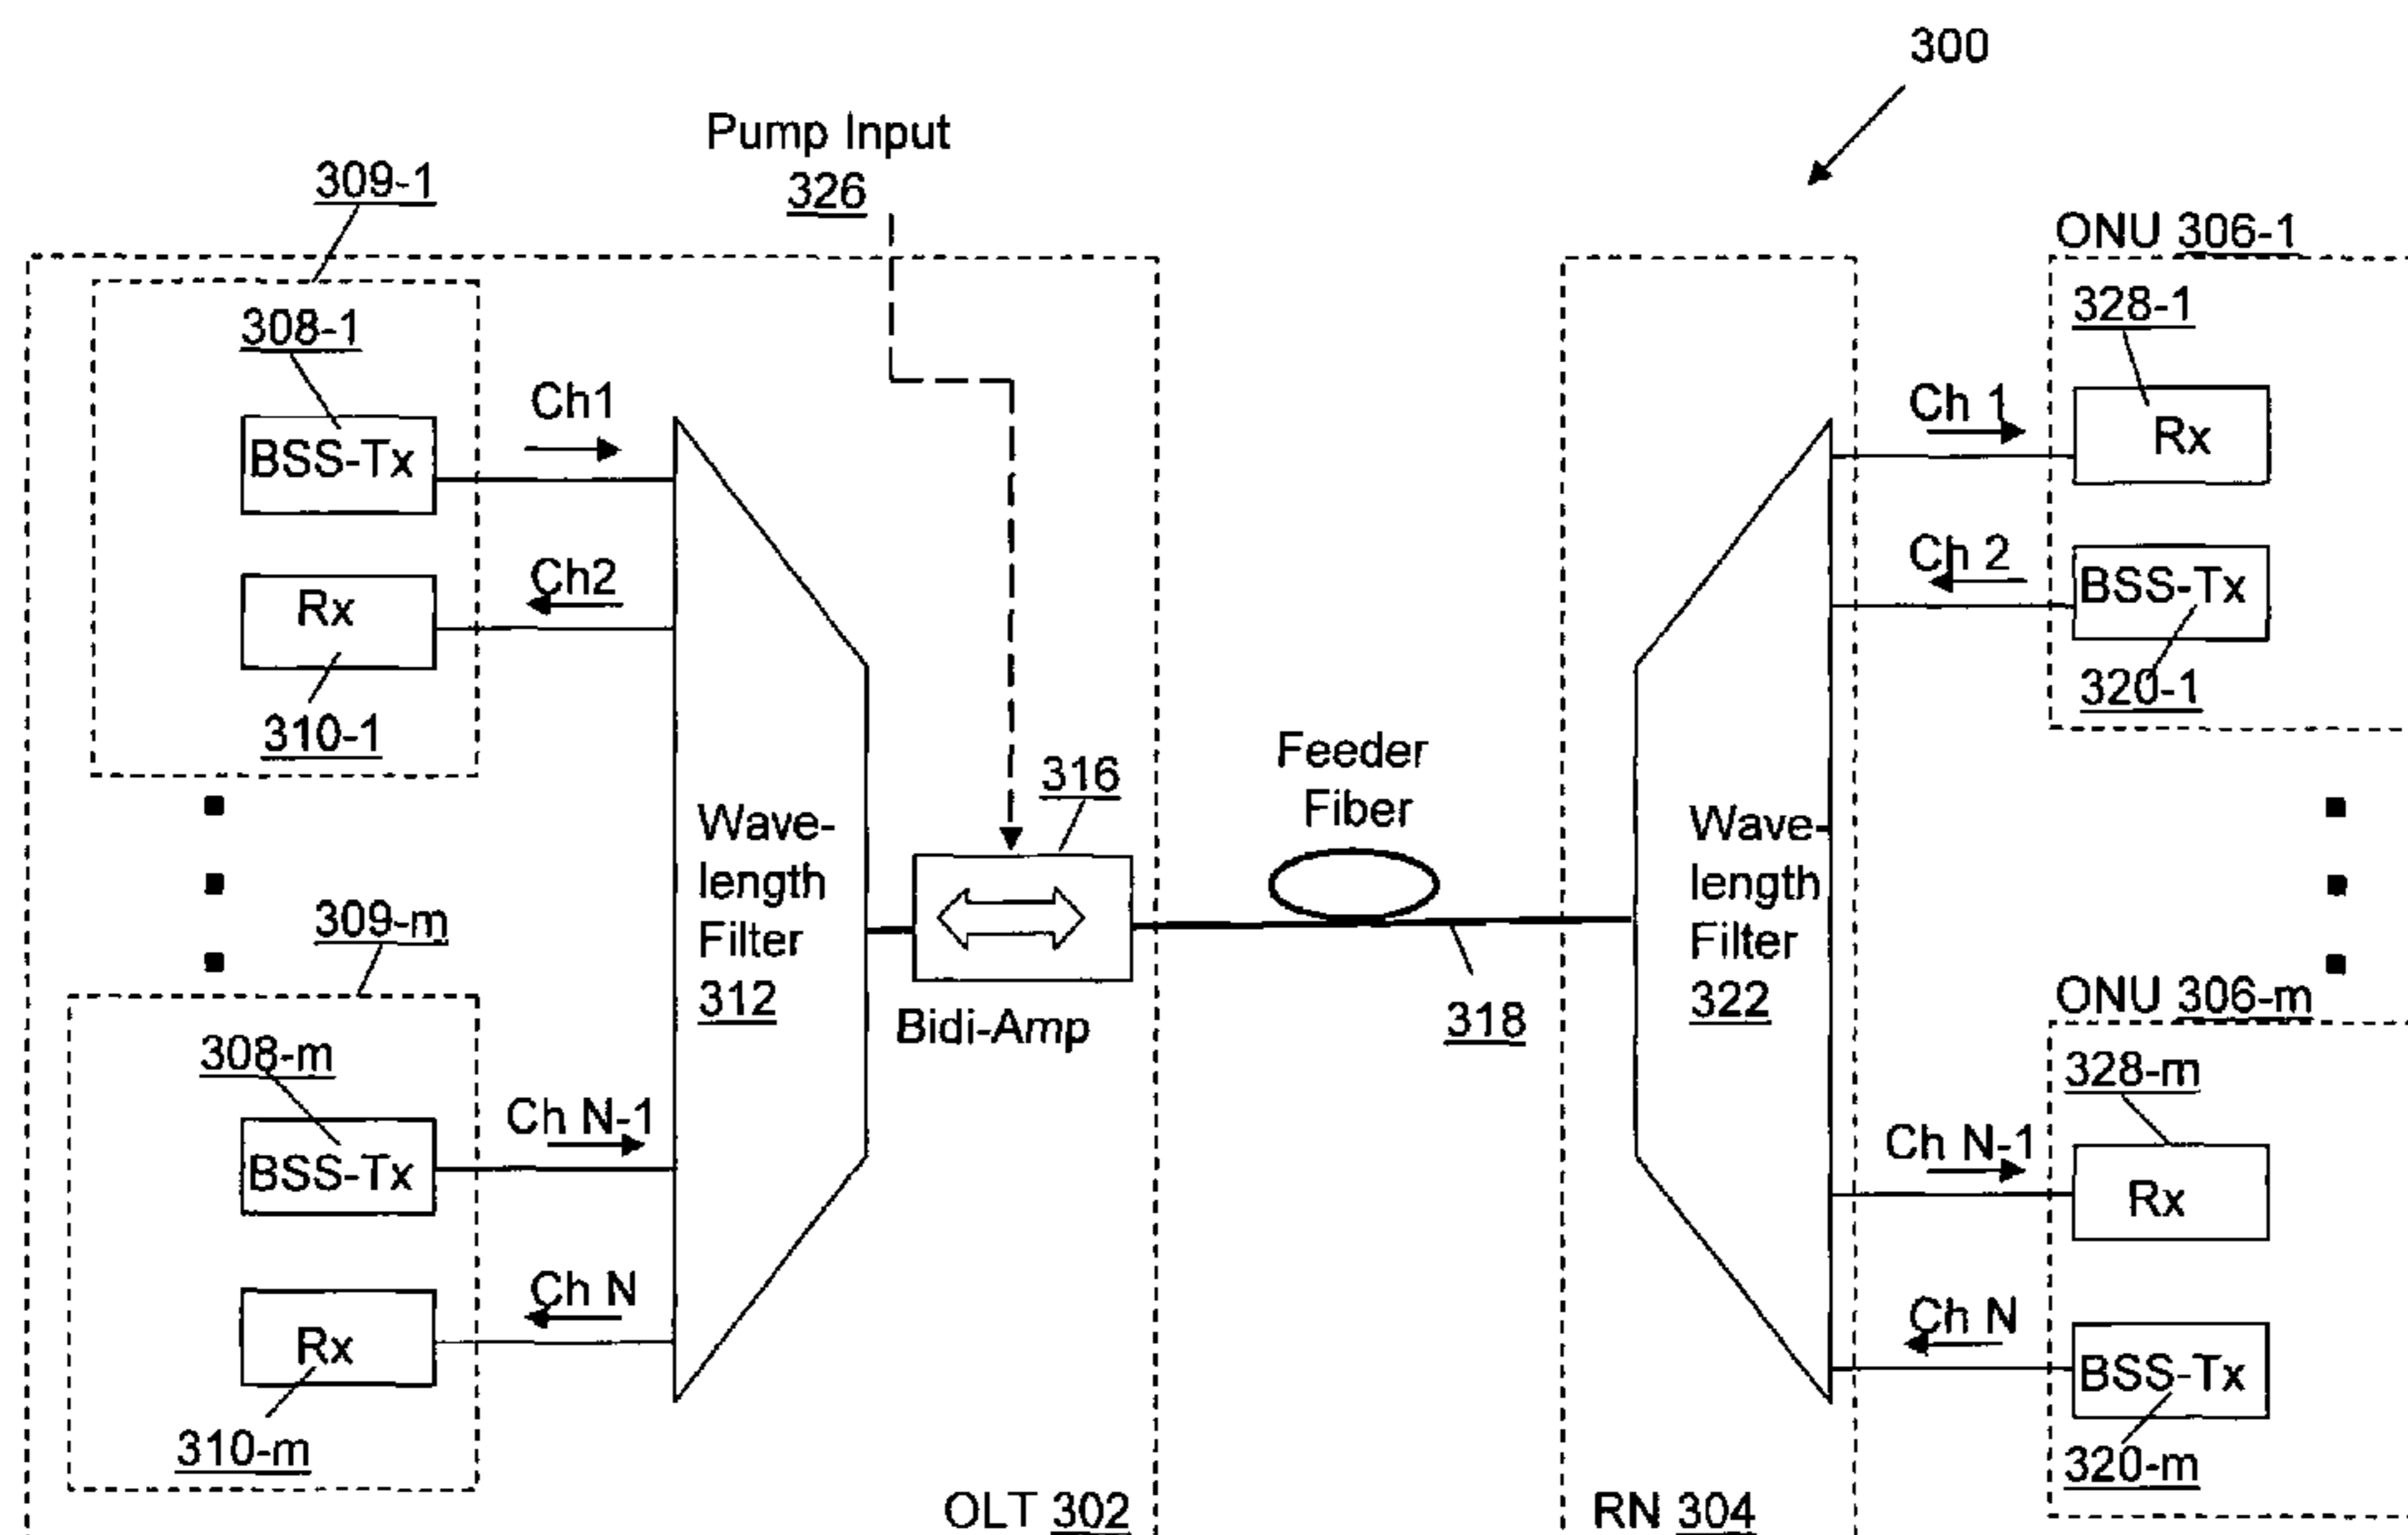 300
Pump Input
326
309-1
308-1
BSS-Tx
Ch1
Rx
Ch2
310-1
309-m
308-m
BSS-Tx
Ch N-1
Rx
Ch N
310-m
Wave-
length
Filter
312
316
Bidi-Amp
OLT 302
Feeder
Fiber
318
Wave-
length
Filter
322
RN 304
ONU 306-1
328-1
Ch 1
Rx
Ch 2
BSS-Tx
320-1
ONU 306-m
328-m
Ch N-1
Rx
Ch N
BSS-Tx
320-m